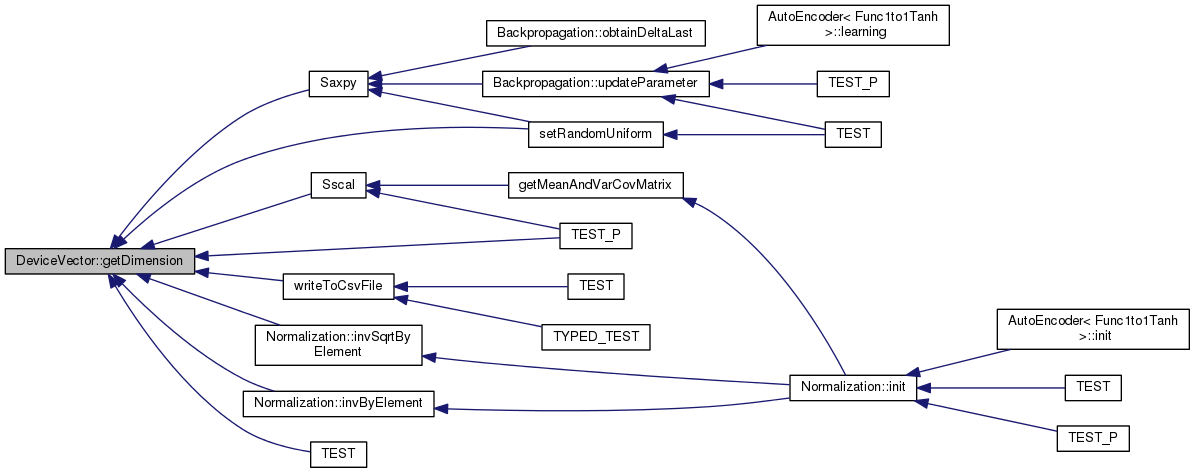 AutoEncoder< Func1to1Tanh
>::learning
Backpropagation::obtainDeltaLast
Saxpy
Backpropagation::updateParameter
TEST_P
setRandomUniform
TEST
Sscal
getMeanAndVarCovMatrix
TEST_P
DeviceVector::getDimension
writeToCsvFile
TEST
TYPED_TEST
Normalization::invSqrtBy
Element
AutoEncoder< Func1to1Tanh
>::init
Normalization::init
TEST
Normalization::invByElement
TEST_P
TEST